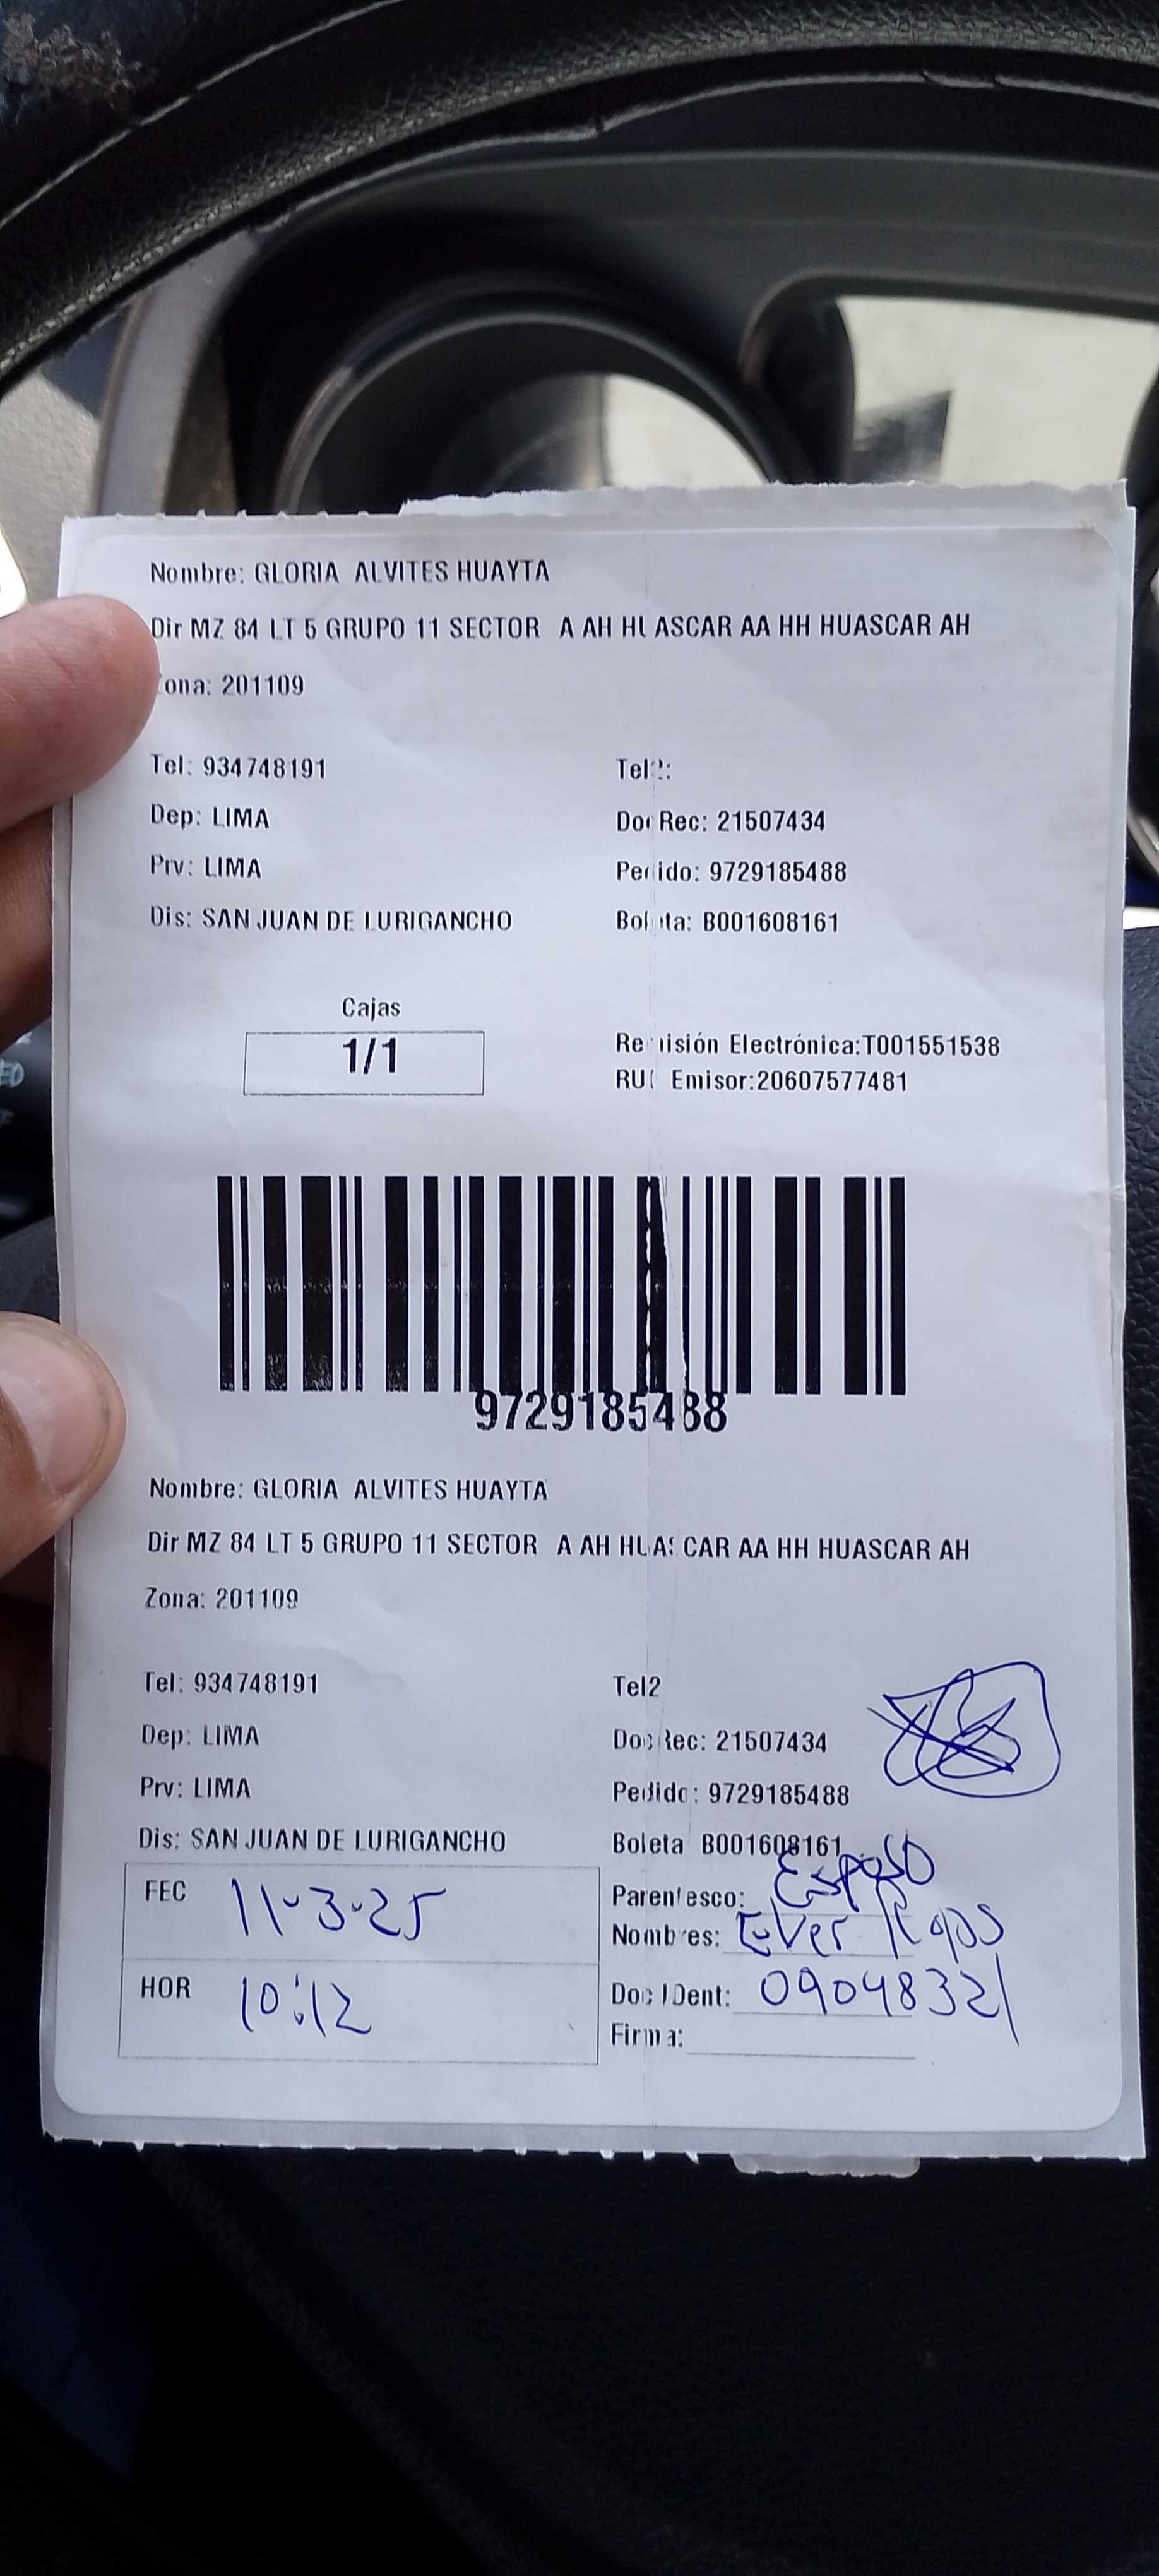 Nombre: GLORIA ALVITES HUAYTA
Dir MZ 84 LT 5 GRUPO 11 SECTOR A AH HUASCAR AA HH HUASCAR AH
Zona: 201109
Tel: 934748191 Tel2:
Dep: LIMA Doc Rec: 21507434
Prv: LIMA Pedido: 9729185488
Dis: SAN JUAN DE LURIGANCHO Boleta: B001608161
Cajas
1/1
Remisión Electrónica:T001551538
RUC Emisor:20607577481
9729185488
Nombre: GLORIA ALVITES HUAYTA
Dir MZ 84 LT 5 GRUPO 11 SECTOR A AH HUASCAR AA HH HUASCAR AH
Zona: 201109
Tel: 934748191 Tel2
Dep: LIMA Doc Rec: 21507434
Prv: LIMA Pedido: 9729185488
Dis: SAN JUAN DE LURIGANCHO Boleta B001608161
FEC 11-3-25
HOR 10:12
Parentesco: Esposo
Nombres: Ever Rojas
Doc IDent: 09048321
Firma: